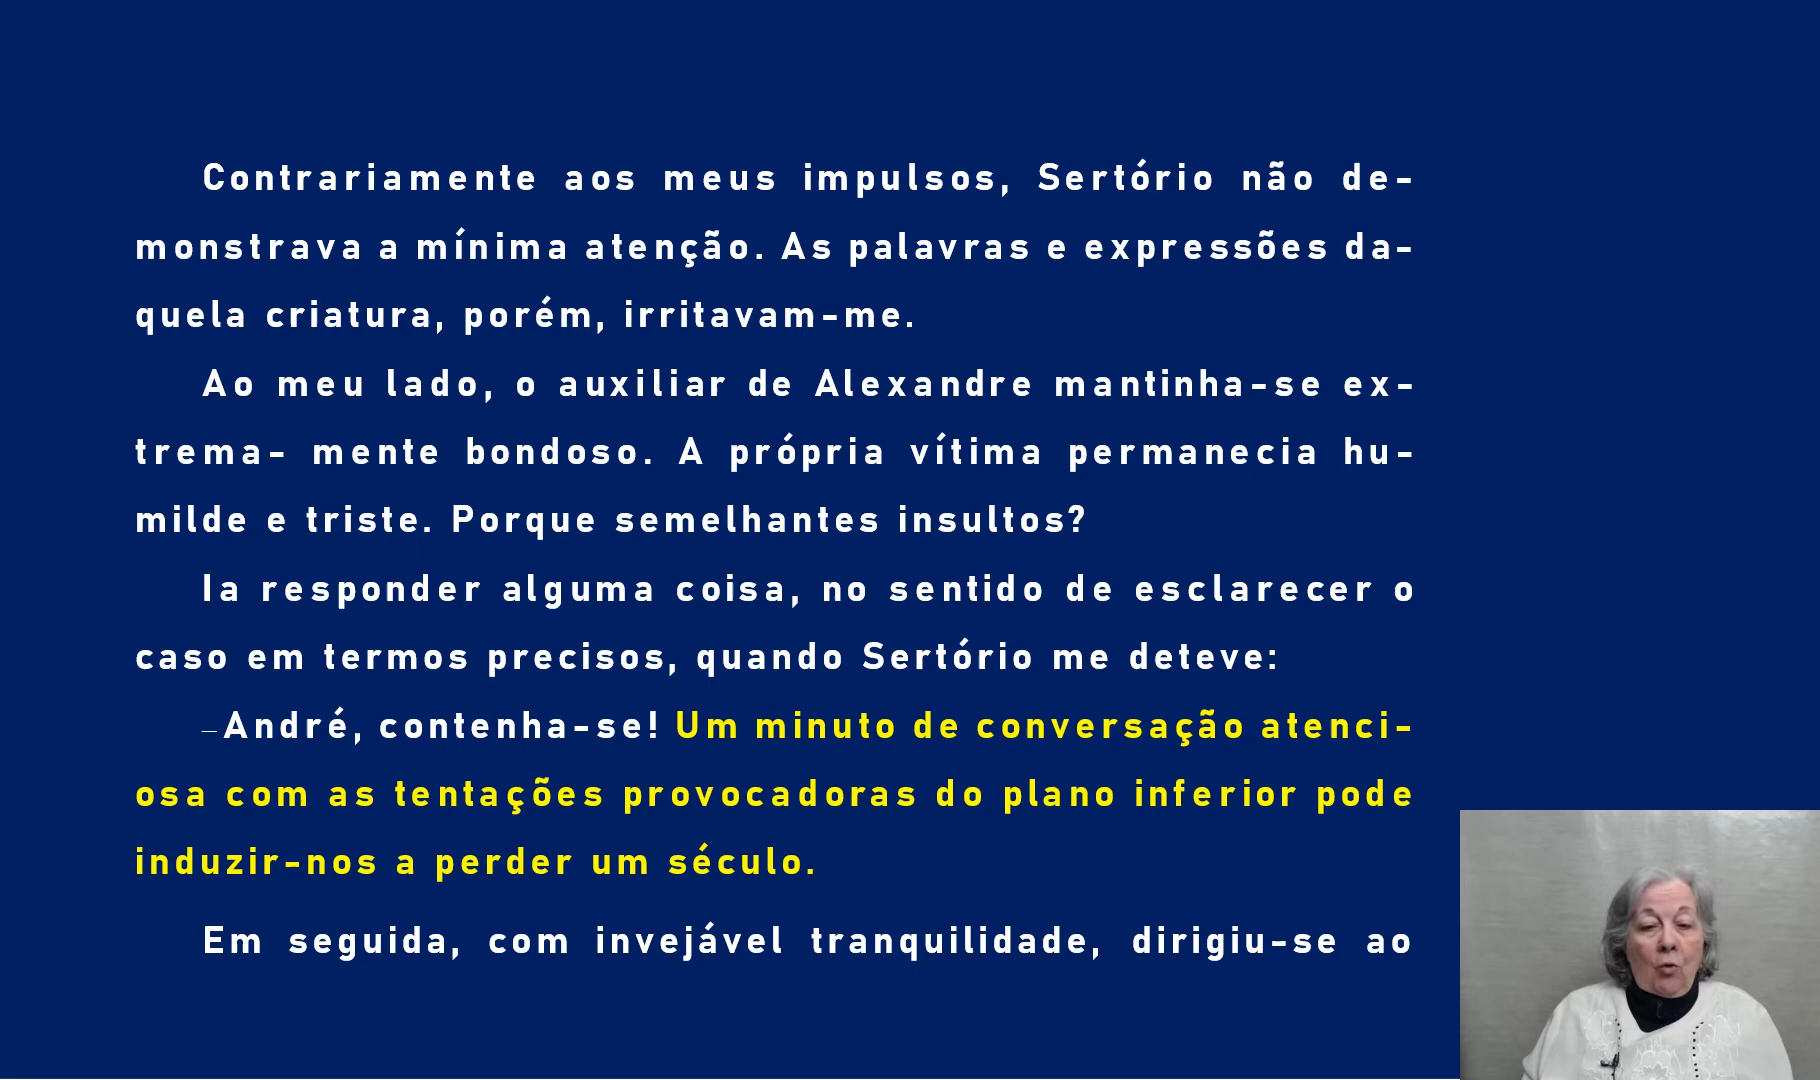 Contrariamente aos meus impulsos, Sertório não de-
monstrava a mínima atenção. As palavras e expressões da-
quela criatura, porém, irritavam-me.
Ao meu lado, o auxiliar de Alexandre mantinha-se ex-
trema- mente bondoso. A própria vítima permanecia hu-
milde e triste. Porque semelhantes insultos?
Ia responder alguma coisa, no sentido de esclarecer o
caso em termos precisos, quando Sertório me deteve:
–André, contenha-se! Um minuto de conversação atenci-
osa com as tentações provocadoras do plano inferior pode
induzir-nos a perder um século.
Em seguida, com invejável tranquilidade, dirigiu-se ao